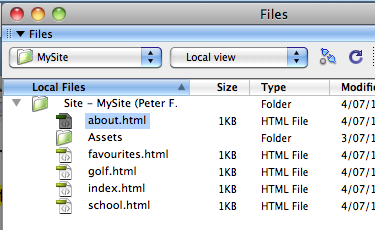 Files
Files
MySite Local view
Local Files Size Type Modifie
Site – MySite (Peter F. Folder 4/07/1
about.html 1KB HTML File 4/07/1
Assets Folder 3/07/1
favourites.html 1KB HTML File 4/07/1
golf.html 1KB HTML File 4/07/1
index.html 1KB HTML File 4/07/1
school.html 1KB HTML File 4/07/1